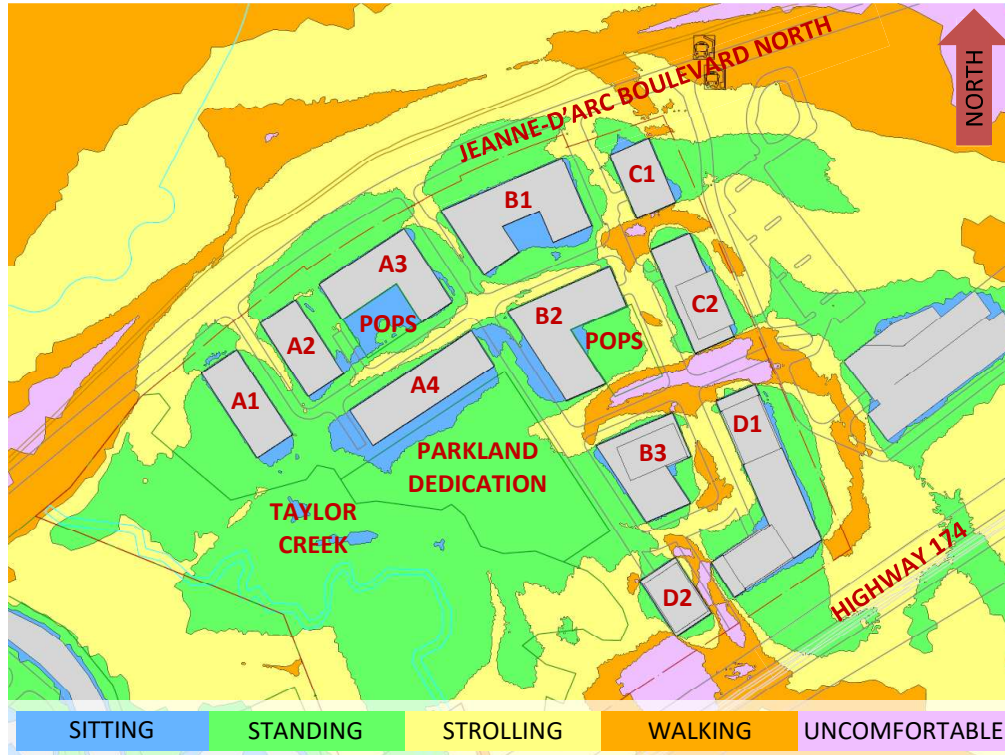 NORTH
JEANNE-D'ARC BOULEVARD NORTH
C1
B1
A3
C2
B2
POPS
POPS
A2
A4
A1
D1
B3
PARKLAND
DEDICATION
TAYLOR
CREEK
HIGHWAY 174
D2
SITTING
STANDING
STROLLING
WALKING
UNCOMFORTABLE